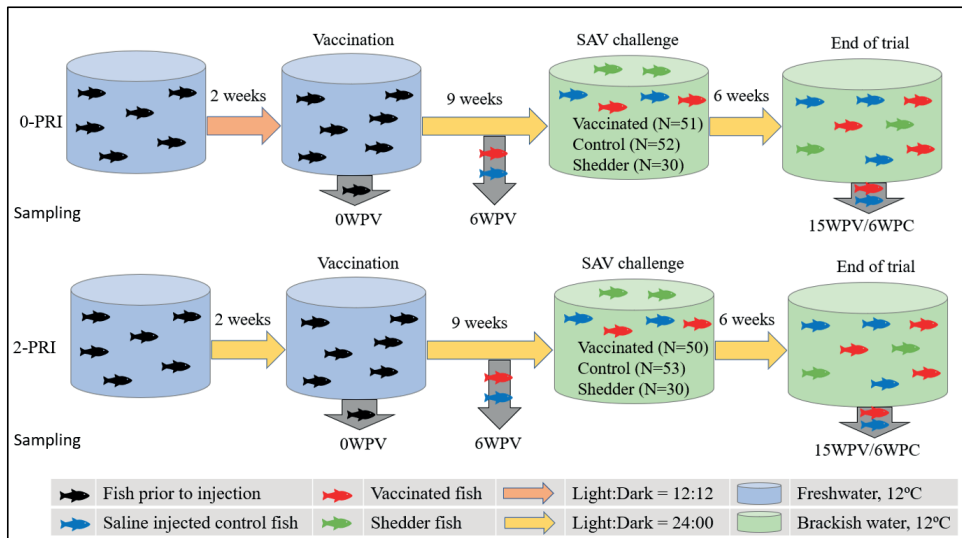 Vaccination
SAV challenge
End of trial
0-PRI
2 weeks
9 weeks
6 weeks
Vaccinated (N=51)
Control (N=52)
Shedder (N=30)
Sampling
0WPV
6WPV
15WPV/6WPC
Vaccination
SAV challenge
End of trial
2-PRI
2 weeks
9 weeks
6 weeks
Vaccinated (N=50)
Control (N=53)
Shedder (N=30)
Sampling
0WPV
6WPV
15WPV/6WPC
Fish prior to injection
Vaccinated fish
Light:Dark = 12:12
Freshwater, 12ºC
Saline injected control fish
Shedder fish
Light:Dark = 24:00
Brackish water, 12ºC